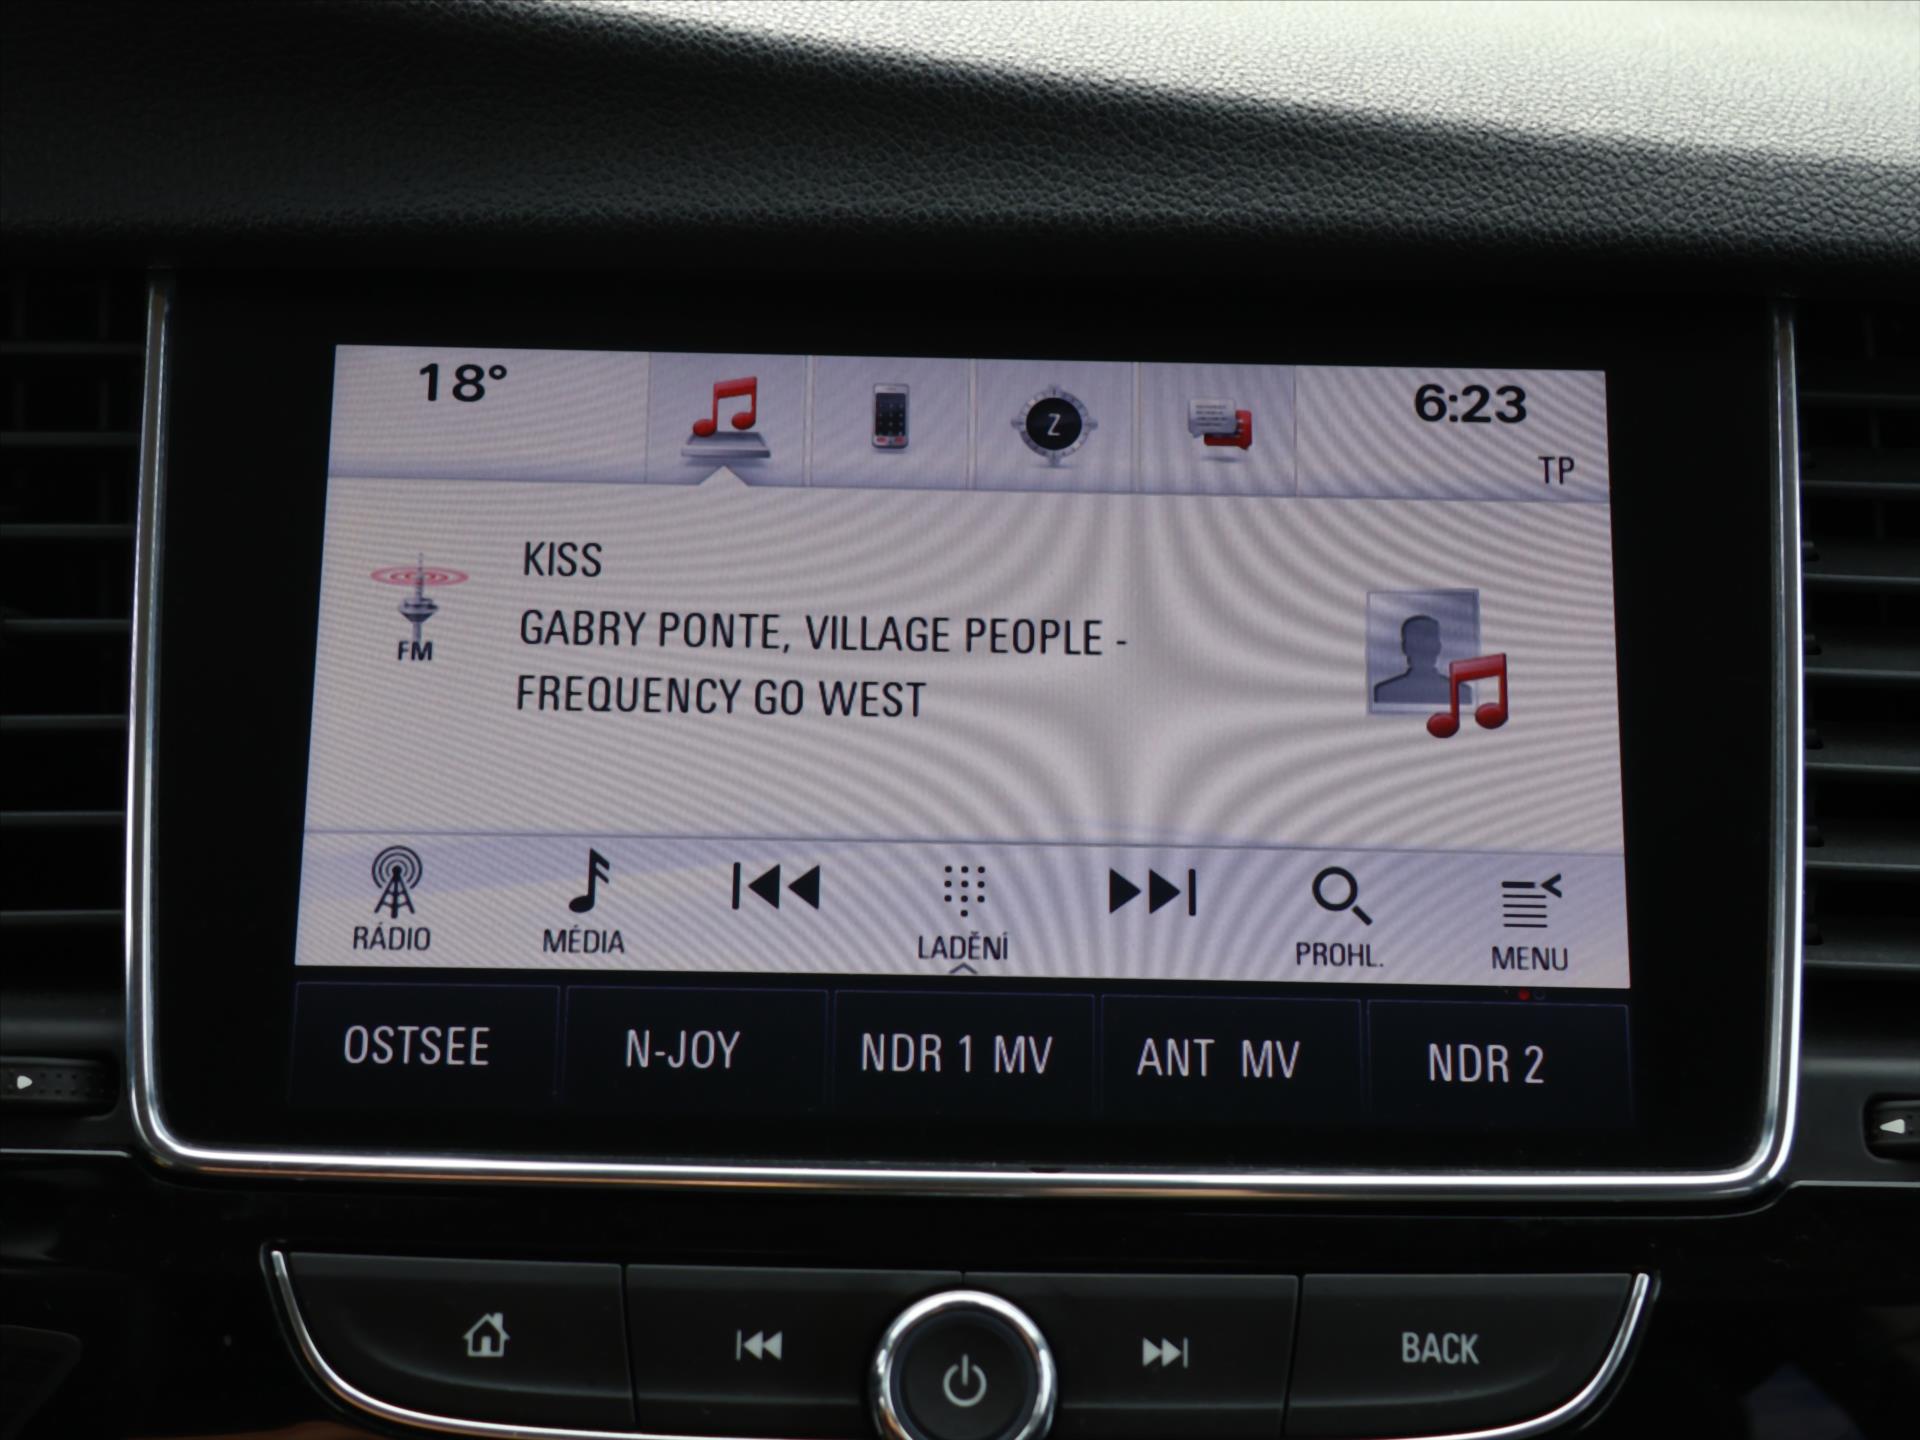 18°
6:23
TP
Z
FM
KISS
GABRY PONTE, VILLAGE PEOPLE -
FREQUENCY GO WEST
RÁDIO
MÉDIA
LADĚNÍ
PROHL.
MENU
OSTSEE
N-JOY
NDR 1 MV
ANT MV
NDR 2
BACK